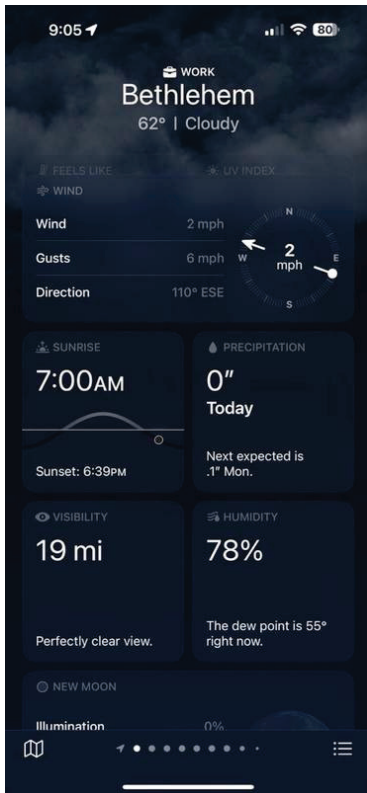 9:05
80
WORK
Bethlehem
62° | Cloudy
FEELS LIKE
UV INDEX
WIND
Wind 2 mph
Gusts 6 mph
Direction 110° ESE
N
W
E
S
2
mph
SUNRISE
7:00AM
Sunset: 6:39PM
PRECIPITATION
0″
Today
Next expected is
.1″ Mon.
VISIBILITY
19 mi
Perfectly clear view.
HUMIDITY
78%
The dew point is 55°
right now.
NEW MOON
Illumination 0%